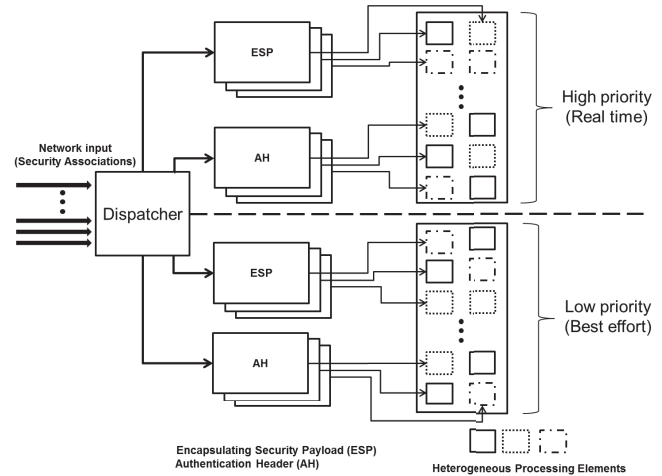 ESP
High priority
(Real time)
Network input
(Security Associations)
AH
Dispatcher
ESP
Low priority
(Best effort)
AH
Encapsulating Security Payload (ESP)
Authentication Header (AH)
Heterogeneous Processing Elements